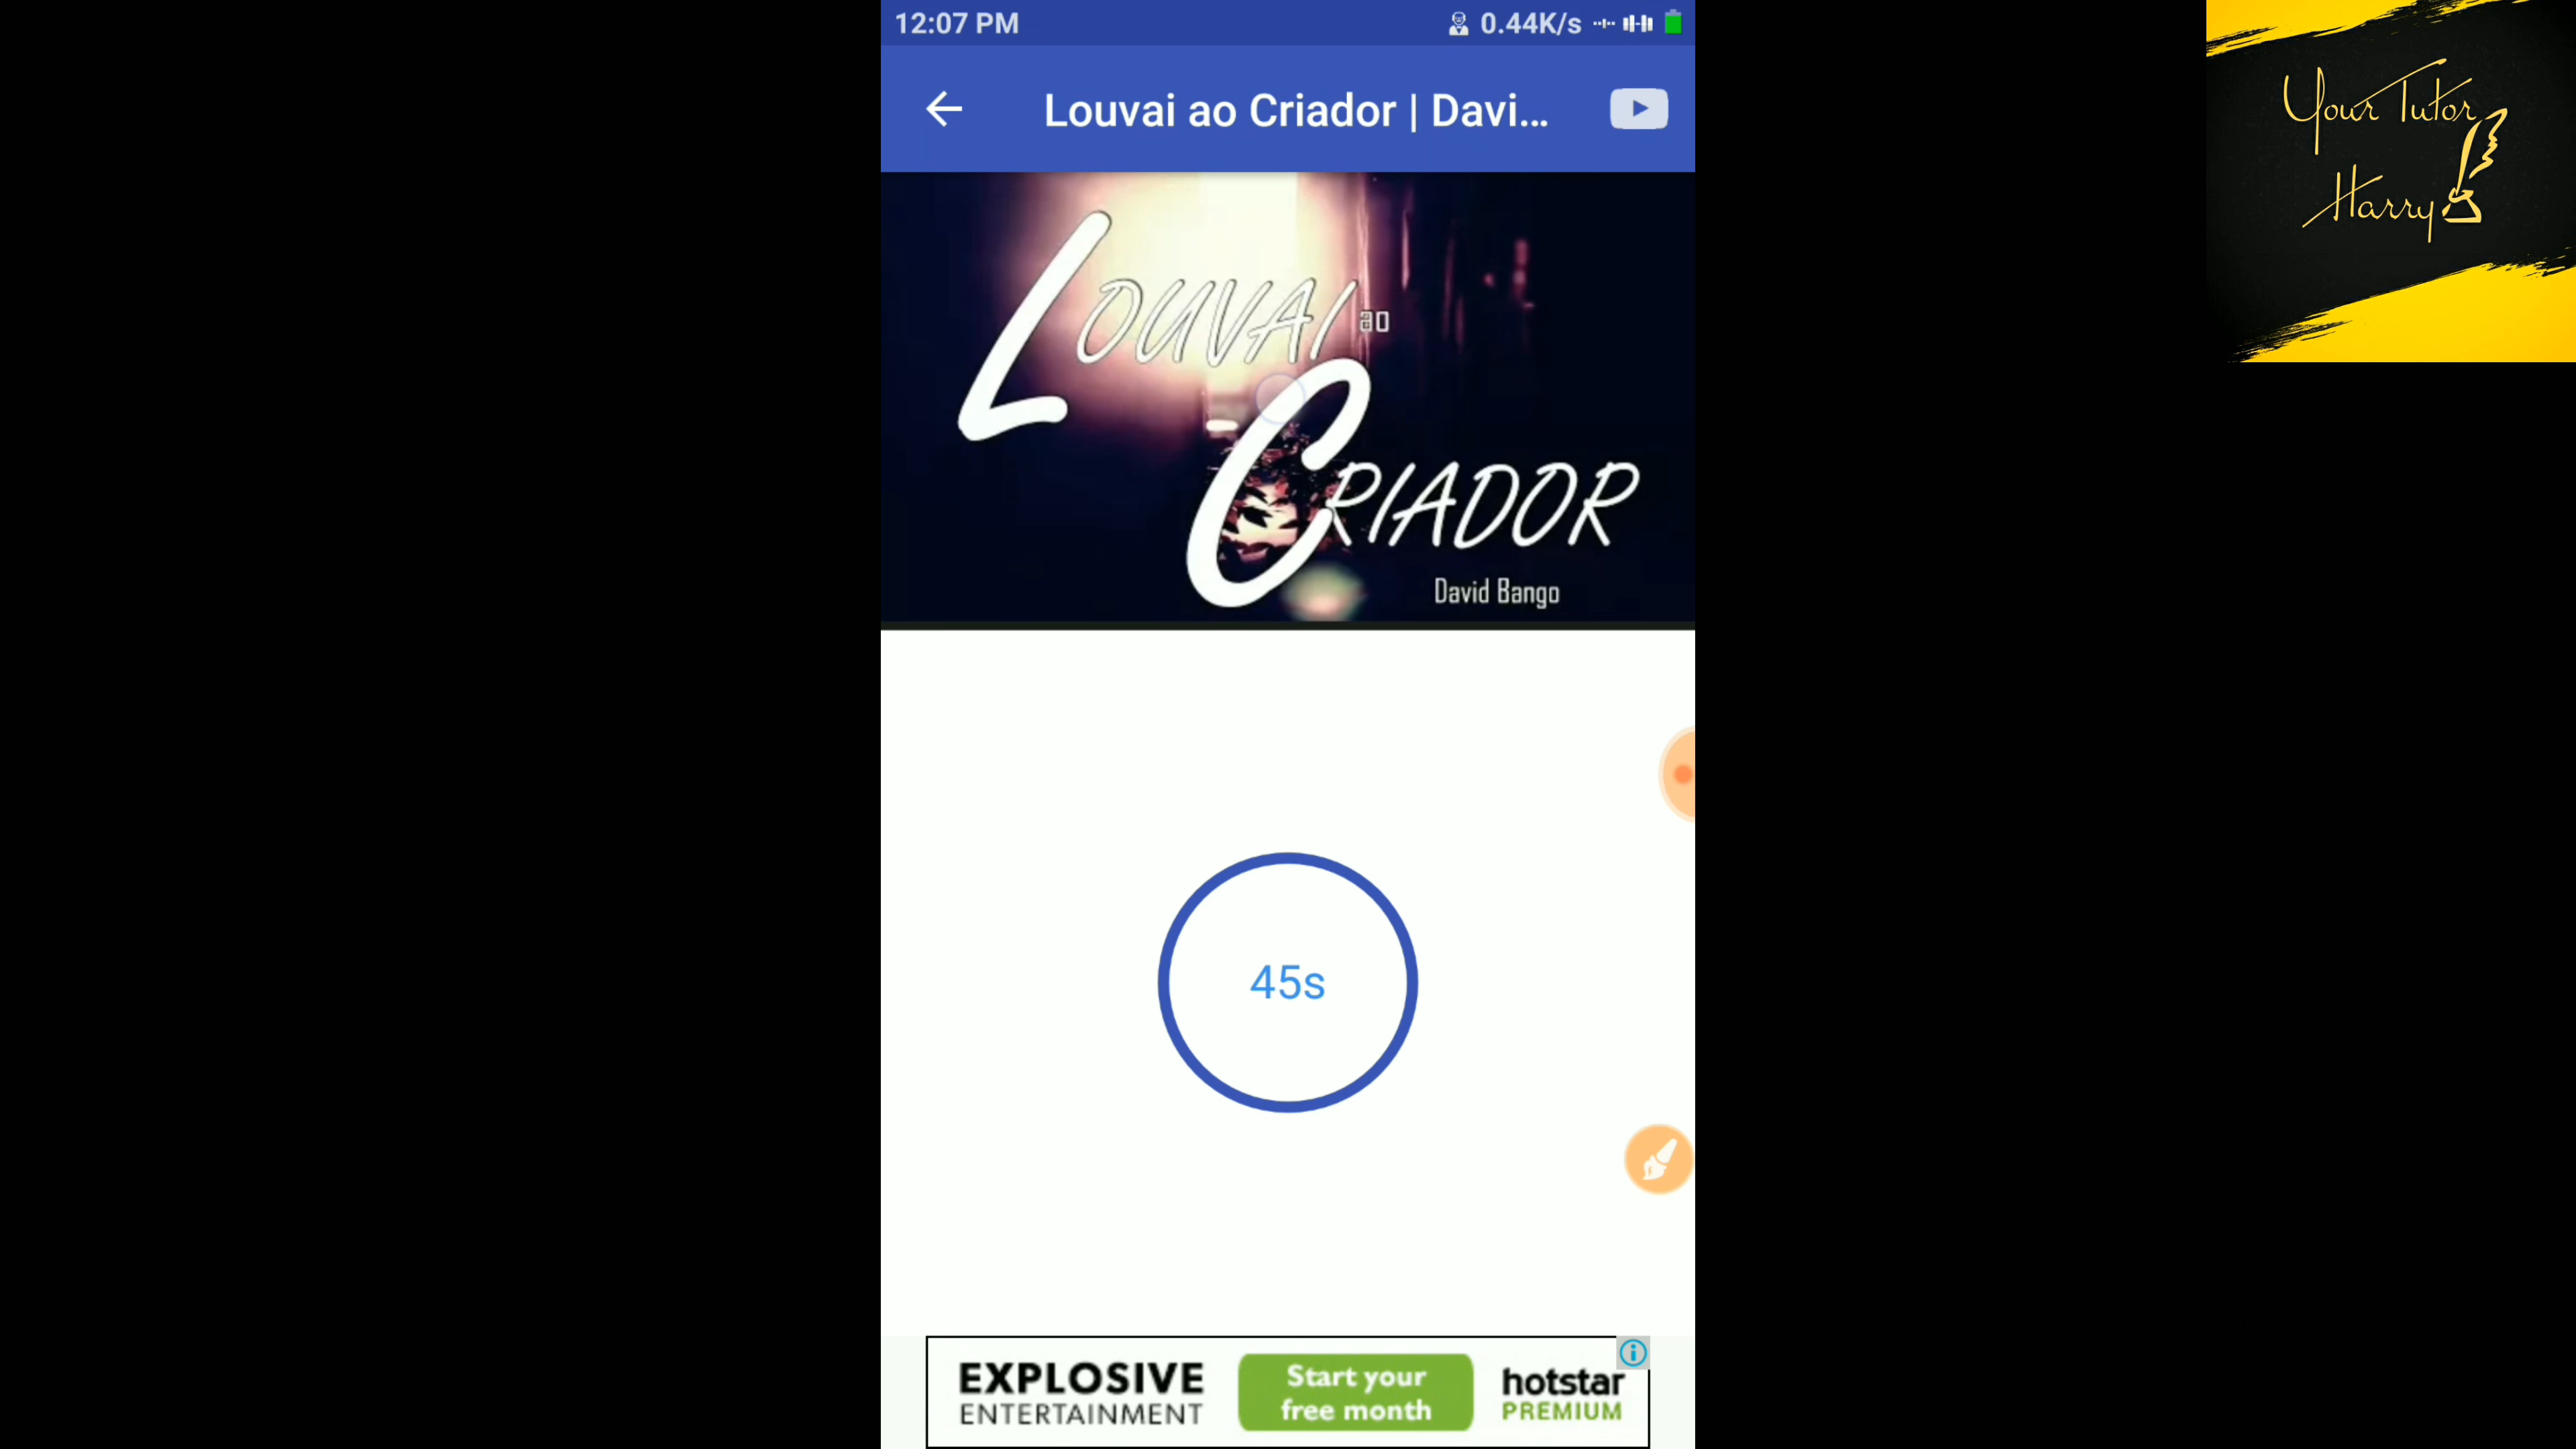 12:07 PM
0.44K/s
Louvai ao Criador | Davi...
LOUVAI ao
CRIADOR
David Bango
45s
EXPLOSIVE
ENTERTAINMENT
Start your
free month
hotstar
PREMIUM
Your Tutor
Harry